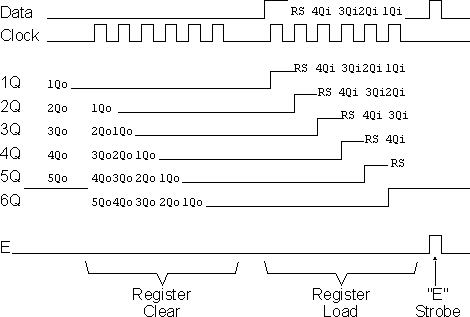 Data RS 4Qi 3Qi2Qi 1Qi
Clock
1Q 1Qo RS 4Qi 3Qi2Qi 1Qi
2Q 2Qo 1Qo RS 4Qi 3Qi2Qi
3Q 3Qo 2Qo1Qo RS 4Qi 3Qi
4Q 4Qo 3Qo2Qo 1Qo RS 4Qi
5Q 5Qo 4Qo3Qo 2Qo 1Qo RS
6Q 5Qo4Qo 3Qo 2Qo 1Qo
E
Register Clear
Register Load
"E" Strobe